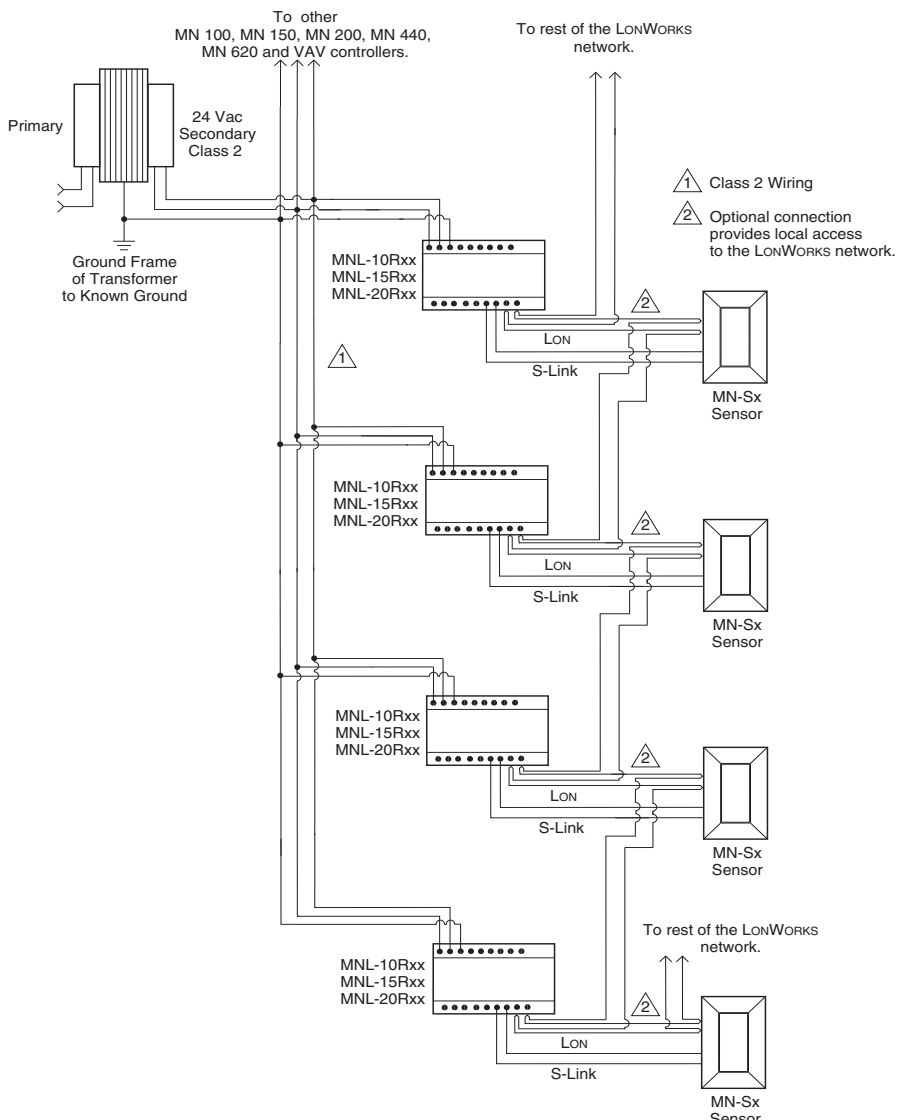 To other
MN 100, MN 150, MN 200, MN 440,
MN 620 and VAV controllers.
To rest of the LONWORKS
network.
Primary
24 Vac
Secondary
Class 2
1 Class 2 Wiring
2 Optional connection
provides local access
to the LONWORKS network.
Ground Frame
of Transformer
to Known Ground
MNL-10Rxx
MNL-15Rxx
MNL-20Rxx
2
LON
S-Link
MN-Sx
Sensor
1
MNL-10Rxx
MNL-15Rxx
MNL-20Rxx
2
LON
S-Link
MN-Sx
Sensor
MNL-10Rxx
MNL-15Rxx
MNL-20Rxx
2
LON
S-Link
MN-Sx
Sensor
To rest of the LONWORKS
network.
MNL-10Rxx
MNL-15Rxx
MNL-20Rxx
2
LON
S-Link
MN-Sx
Sensor